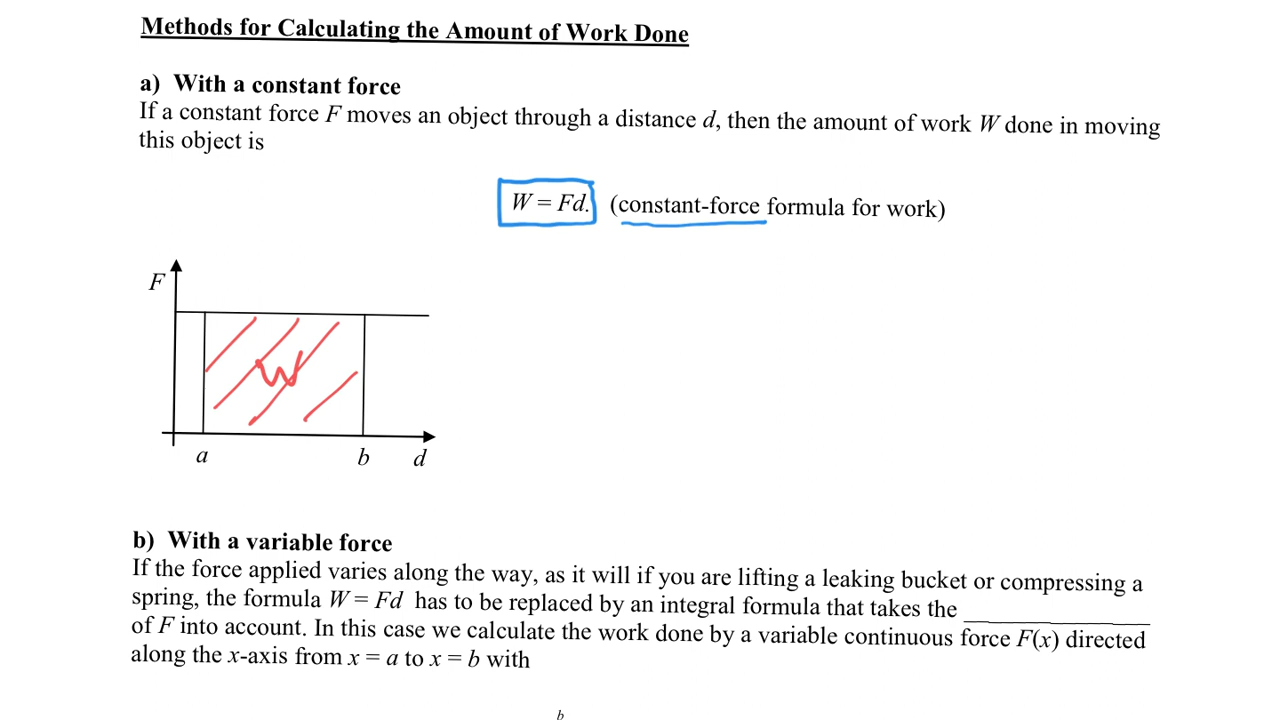 Methods for Calculating the Amount of Work Done
a) With a constant force
If a constant force F moves an object through a distance d, then the amount of work W done in moving
this object is
W = Fd. (constant-force formula for work)
F
W
a b d
b) With a variable force
If the force applied varies along the way, as it will if you are lifting a leaking bucket or compressing a
spring, the formula W = Fd has to be replaced by an integral formula that takes the
of F into account. In this case we calculate the work done by a variable continuous force F(x) directed
along the x-axis from x = a to x = b with
b